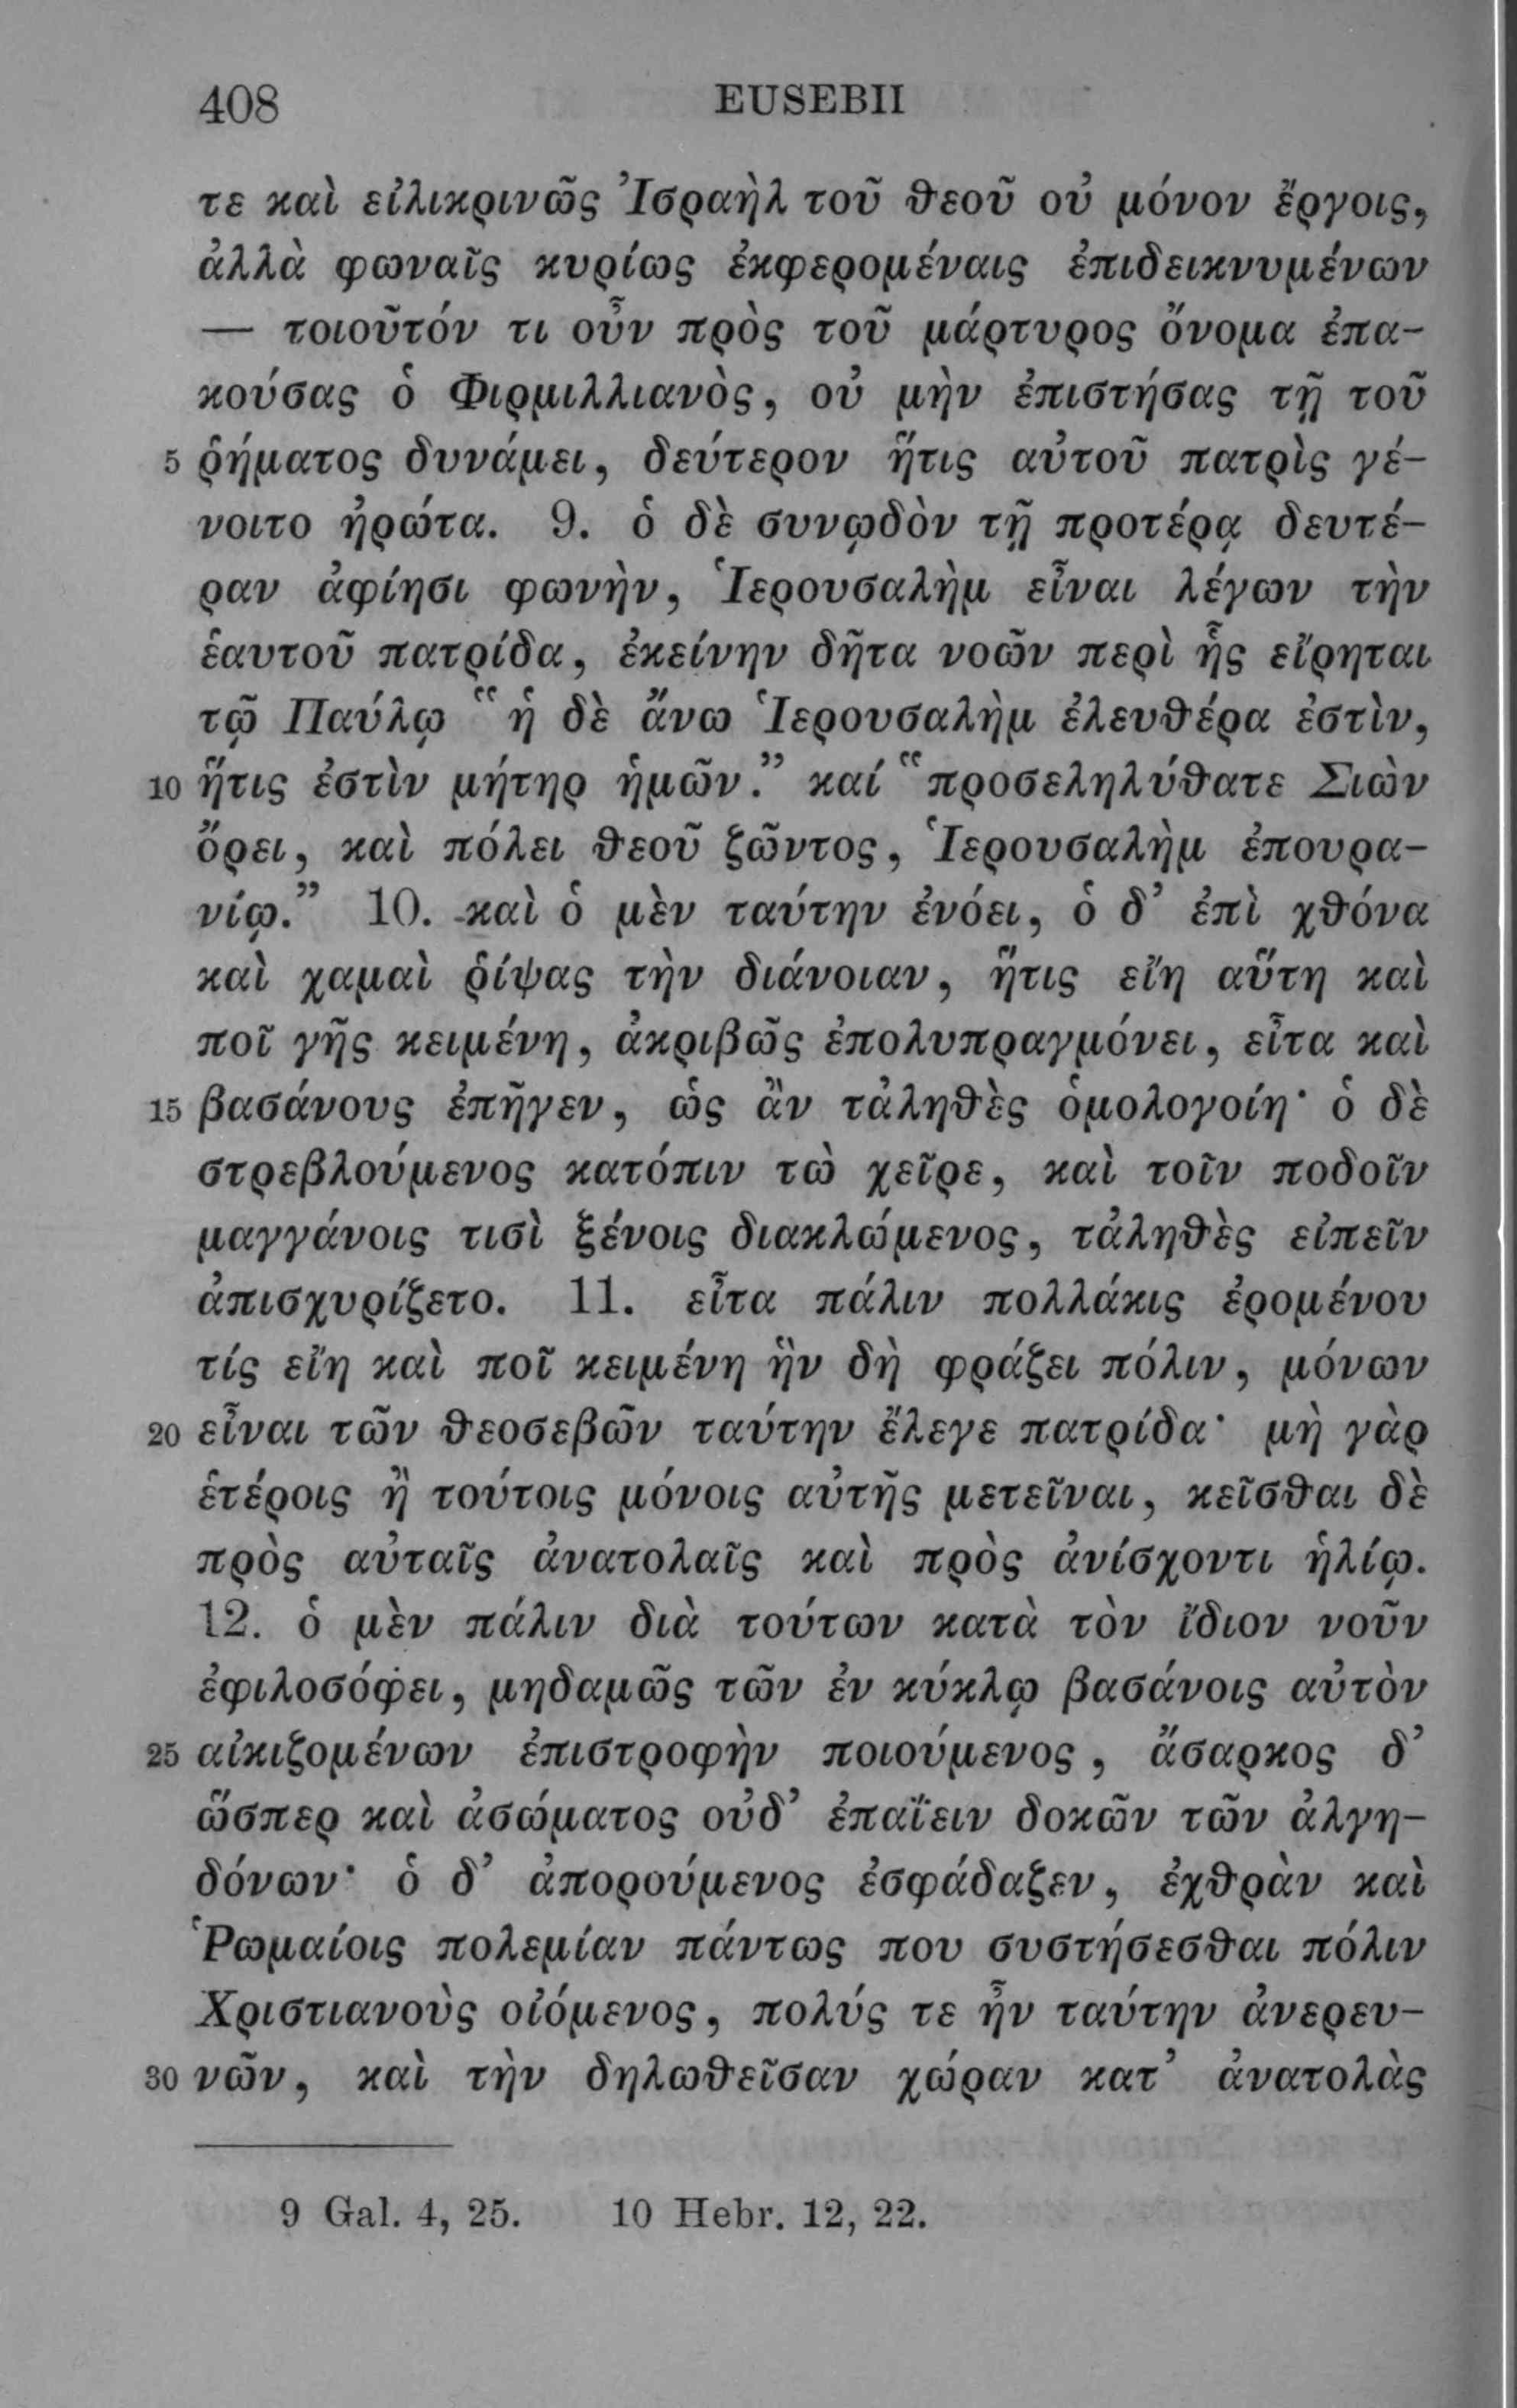 408 EUSEBII
τε καὶ εἰλικρινῶς Ἰσραὴλ τοῦ θεοῦ οὐ μόνον ἔργοις,
ἀλλὰ φωναῖς κυρίως ἐκφερομέναις ἐπιδεικνυμένων
— τοιοῦτόν τι οὖν πρὸς τοῦ μάρτυρος ὄνομα ἐπα-
κούσας ὁ Φιρμιλλιανὸς, οὐ μὴν ἐπιστήσας τῇ τοῦ
5 ῥήματος δυνάμει, δεύτερον ἥτις αὐτοῦ πατρὶς γέ-
νοιτο ἠρώτα. 9. ὁ δὲ συνῳδὸν τῇ προτέρᾳ δευτέ-
ραν ἀφίησι φωνὴν, Ἱερουσαλὴμ εἶναι λέγων τὴν
ἑαυτοῦ πατρίδα, ἐκείνην δῆτα νοῶν περὶ ἧς εἴρηται
τῷ Παύλῳ “ἡ δὲ ἄνω Ἱερουσαλὴμ ἐλευθέρα ἐστὶν,
10 ἥτις ἐστὶν μήτηρ ἡμῶν.” καί “προσεληλύθατε Σιὼν
ὄρει, καὶ πόλει θεοῦ ζῶντος, Ἱερουσαλὴμ ἐπουρα-
νίῳ.” 10. καὶ ὁ μὲν ταύτην ἐνόει, ὁ δ’ ἐπὶ χθόνα
καὶ χαμαὶ ῥίψας τὴν διάνοιαν, ἥτις εἴη αὕτη καὶ
ποῖ γῆς κειμένη, ἀκριβῶς ἐπολυπραγμόνει, εἶτα καὶ
15 βασάνους ἐπῆγεν, ὡς ἂν τἀληθὲς ὁμολογοίη· ὁ δὲ
στρεβλούμενος κατόπιν τὼ χεῖρε, καὶ τοῖν ποδοῖν
μαγγάνοις τισὶ ξένοις διακλώμενος, τἀληθὲς εἰπεῖν
ἀπισχυρίζετο. 11. εἶτα πάλιν πολλάκις ἐρομένου
τίς εἴη καὶ ποῖ κειμένη ἣν δὴ φράζει πόλιν, μόνων
20 εἶναι τῶν θεοσεβῶν ταύτην ἔλεγε πατρίδα· μὴ γὰρ
ἑτέροις ἢ τούτοις μόνοις αὐτῆς μετεῖναι, κεῖσθαι δὲ
πρὸς αὐταῖς ἀνατολαῖς καὶ πρὸς ἀνίσχοντι ἡλίῳ.
12. ὁ μὲν πάλιν διὰ τούτων κατὰ τὸν ἴδιον νοῦν
ἐφιλοσόφει, μηδαμῶς τῶν ἐν κύκλῳ βασάνοις αὐτὸν
25 αἰκιζομένων ἐπιστροφὴν ποιούμενος, ἄσαρκος δ’
ὥσπερ καὶ ἀσώματος οὐδ’ ἐπαΐειν δοκῶν τῶν ἀλγη-
δόνων· ὁ δ’ ἀπορούμενος ἐσφάδαζεν, ἐχθρὰν καὶ
Ῥωμαίοις πολεμίαν πάντως που συστήσεσθαι πόλιν
Χριστιανοὺς οἰόμενος, πολύς τε ἦν ταύτην ἀνερευ-
30 νῶν, καὶ τὴν δηλωθεῖσαν χώραν κατ’ ἀνατολὰς
9 Gal. 4, 25. 10 Hebr. 12, 22.